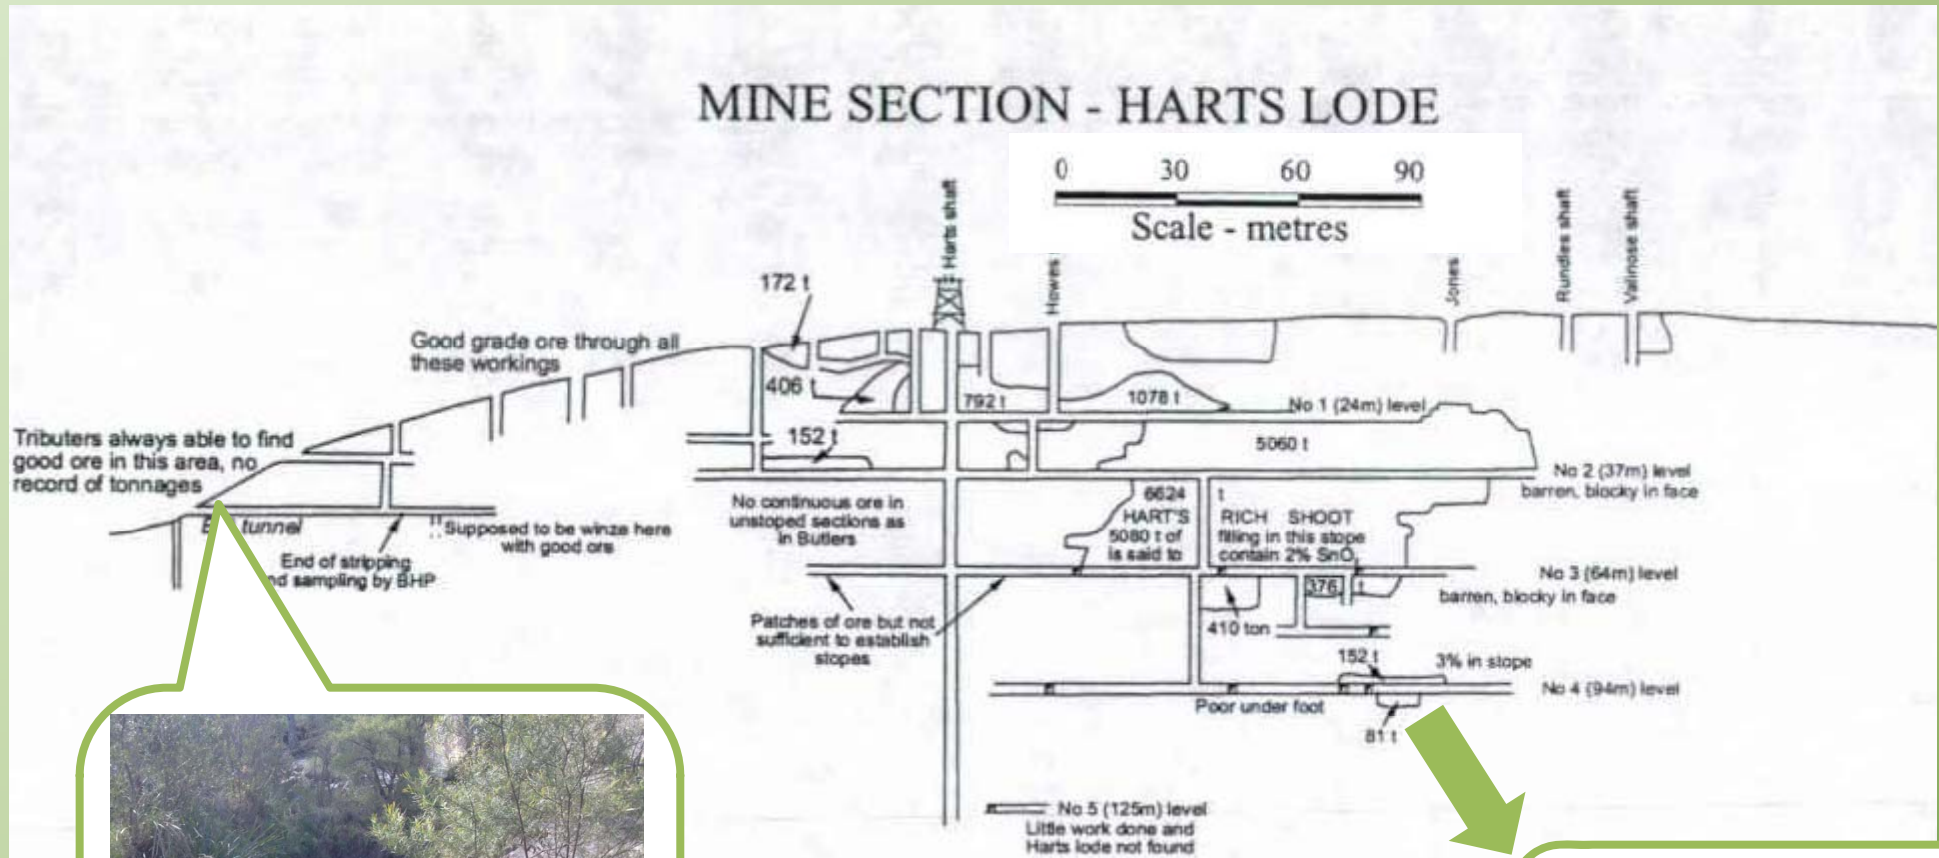 MINE SECTION - HARTS LODE
0 30 60 90
Scale - metres
Harts shaft
Howes
Jones
Rundles shaft
Valinose shaft
172 t
Good grade ore through all
these workings
406 t
792 t
1078 t
No 1 (24m) level
Tributers always able to find
good ore in this area, no
record of tonnages
152 t
5060 t
No 2 (37m) level
barren, blocky in face
No continuous ore in
unstoped sections as
in Butlers
6624 t
HART'S RICH SHOOT
5080 t of filling in this stope
is said to contain 2% SnO
tunnel
Supposed to be winze here
with good ors
End of stripping
nd sampling by BHP
No 3 (64m) level
barren, blocky in face
376 t
410 ton
Patches of ore but not
sufficient to establish
stopes
152 t
3% in stope
No 4 (94m) level
Poor under foot
81 t
No 5 (125m) level
Little work done and
Harts lode not found